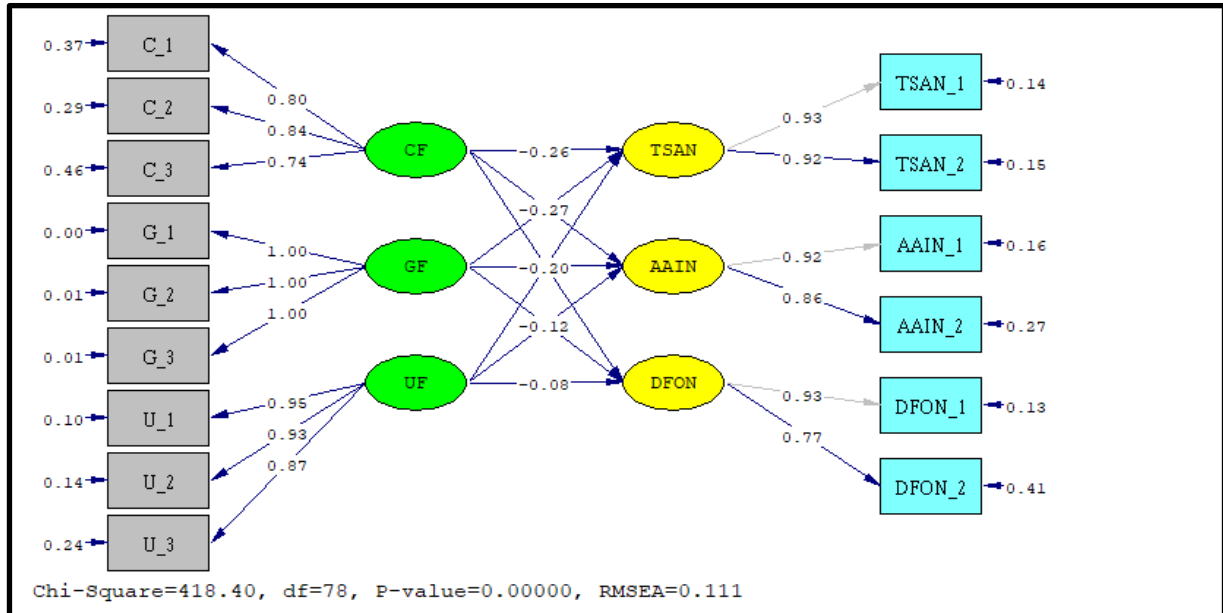 0.37 C_1
0.29 C_2
0.46 C_3
0.00 G_1
0.01 G_2
0.01 G_3
0.10 U_1
0.14 U_2
0.24 U_3
0.80
0.84
0.74
1.00
1.00
1.00
0.95
0.93
0.87
CF
GF
UF
-0.26
-0.27
-0.20
-0.12
-0.08
TSAN
AAIN
DFON
0.93
0.92
0.92
0.86
0.93
0.77
TSAN_1 0.14
TSAN_2 0.15
AAIN_1 0.16
AAIN_2 0.27
DFON_1 0.13
DFON_2 0.41
Chi-Square=418.40, df=78, P-value=0.00000, RMSEA=0.111